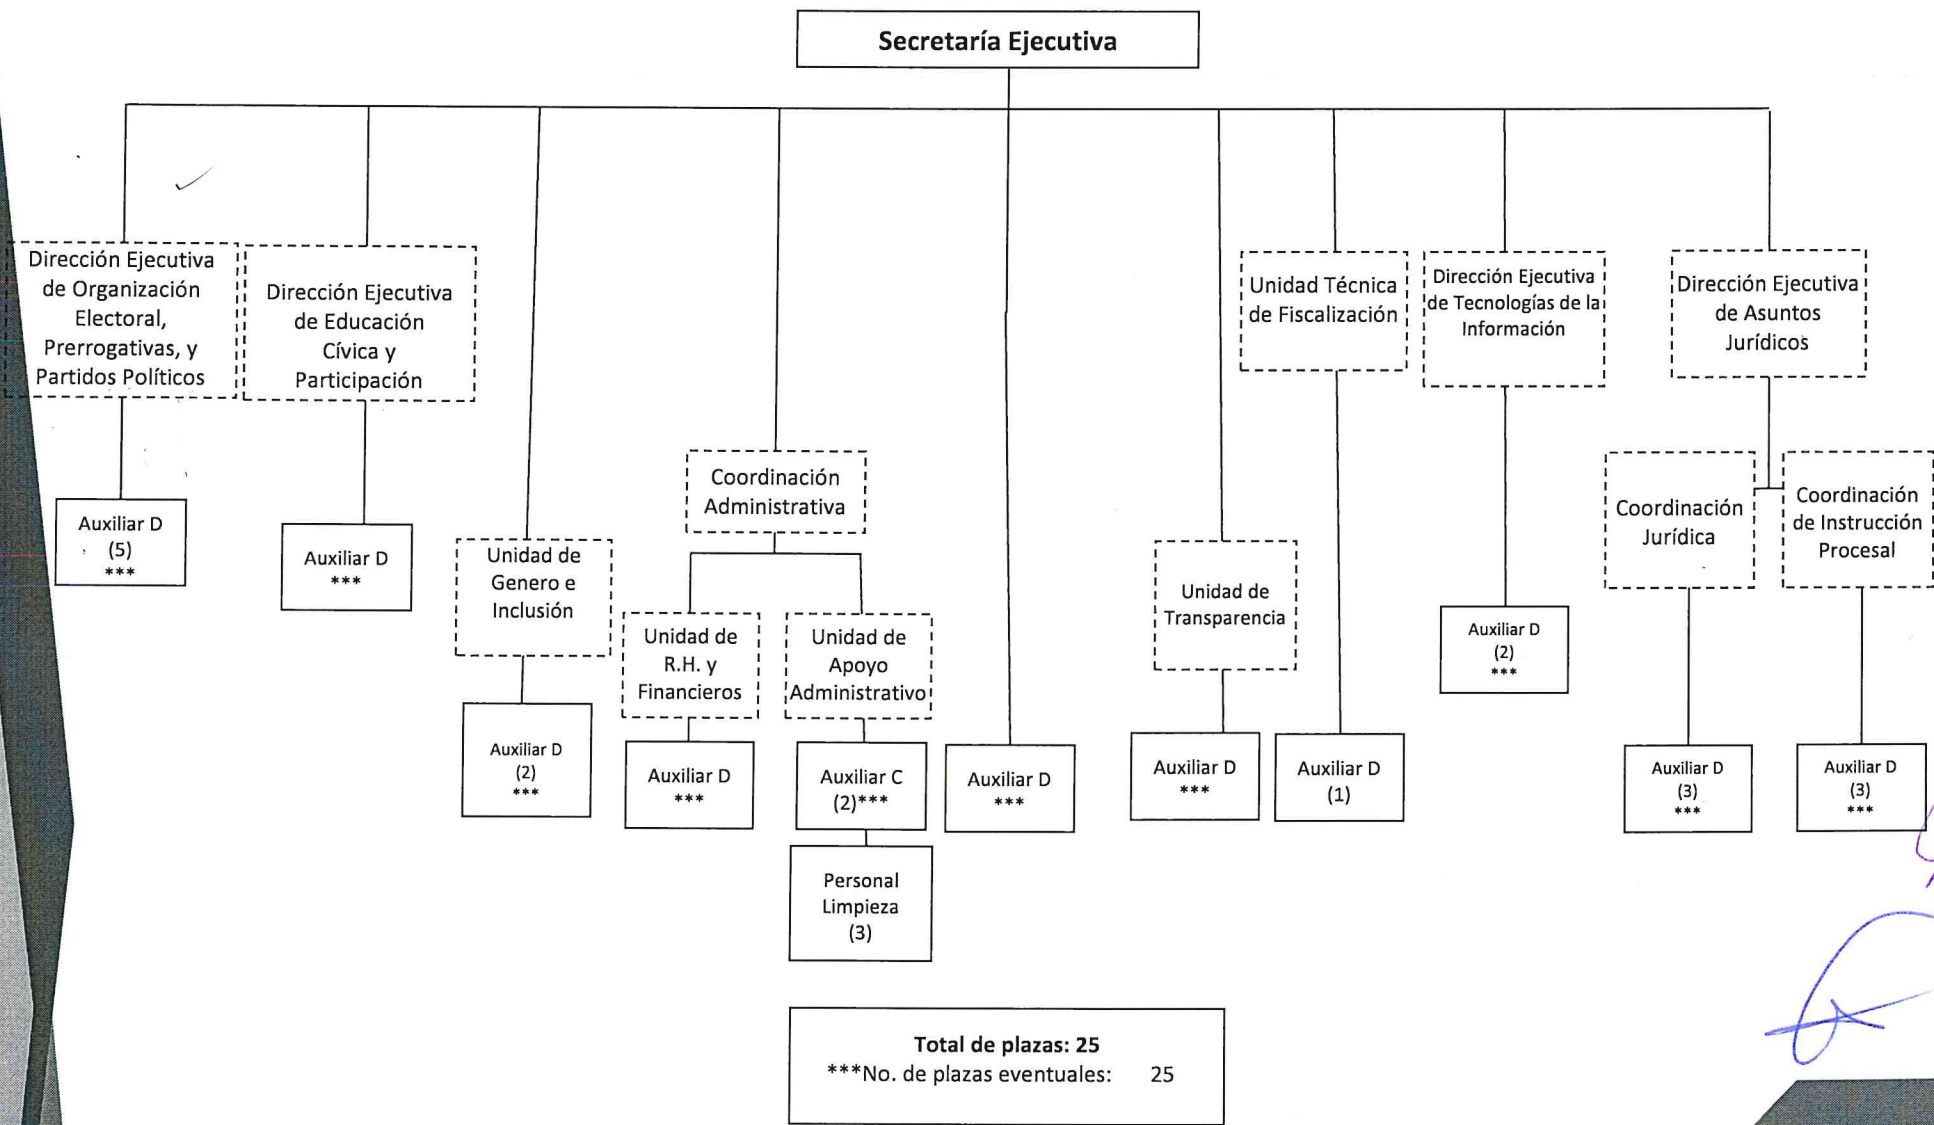 Secretaría Ejecutiva
Dirección Ejecutiva
de Organización
Electoral,
Prerrogativas, y
Partidos Políticos
Auxiliar D
(5)
***
Dirección Ejecutiva
de Educación
Cívica y
Participación
Auxiliar D
***
Unidad de
Genero e
Inclusión
Auxiliar D
(2)
***
Coordinación
Administrativa
Unidad de
R.H. y
Financieros
Auxiliar D
***
Unidad de
Apoyo
Administrativo
Auxiliar C
(2)***
Personal
Limpieza
(3)
Auxiliar D
***
Unidad de
Transparencia
Auxiliar D
***
Unidad Técnica
de Fiscalización
Auxiliar D
(1)
Dirección Ejecutiva
de Tecnologías de la
Información
Auxiliar D
(2)
***
Dirección Ejecutiva
de Asuntos
Jurídicos
Coordinación
Jurídica
Auxiliar D
(3)
***
Coordinación
de Instrucción
Procesal
Auxiliar D
(3)
***
Total de plazas: 25
***No. de plazas eventuales: 25